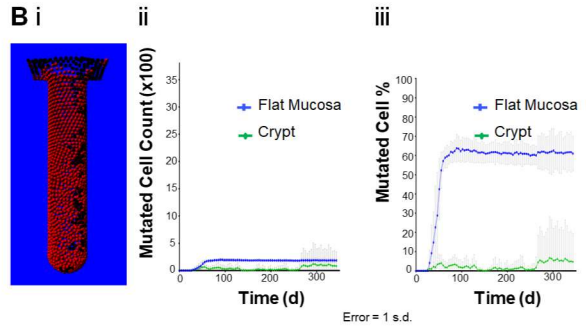 B i
ii
iii
Mutated Cell Count (x100)
35
30
25
20
15
10
5
0
Flat Mucosa
Crypt
0
100
200
300
Time (d)
Mutated Cell %
100
90
80
70
60
50
40
30
20
10
0
Flat Mucosa
Crypt
0
100
200
300
Time (d)
Error = 1 s.d.